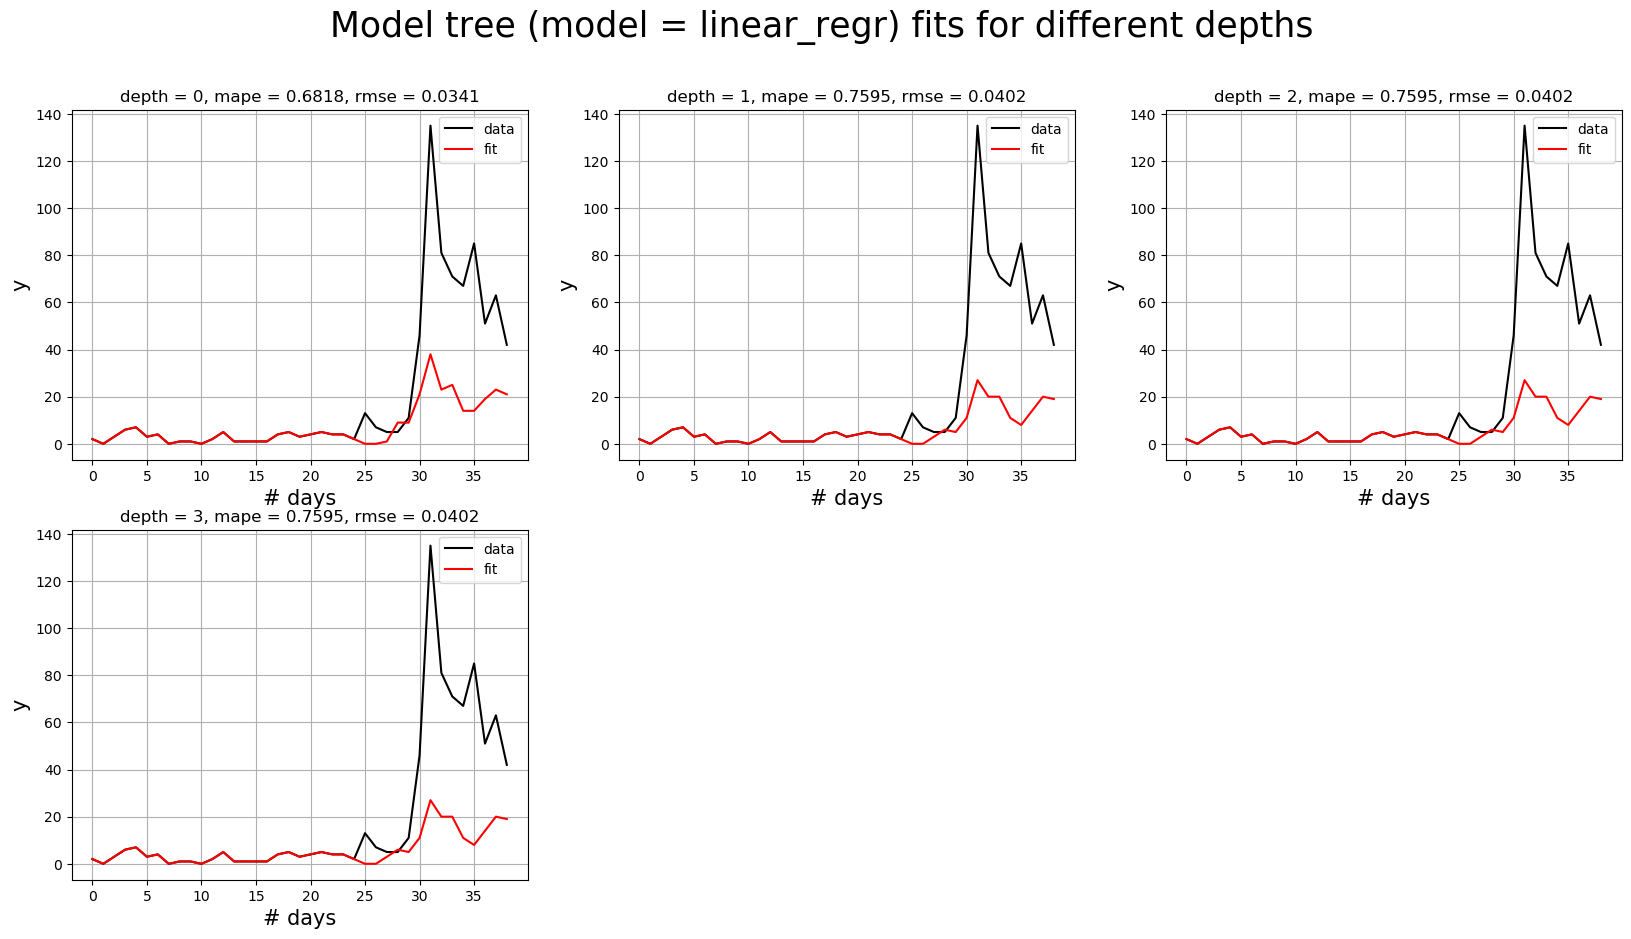 Model tree (model = linear_regr) fits for different depths
depth = 0, mape = 0.6818, rmse = 0.0341
140
120
100
80
60
40
20
0
y
data
fit
0 5 10 15 20 25 30 35
# days
depth = 1, mape = 0.7595, rmse = 0.0402
140
120
100
80
60
40
20
0
y
data
fit
0 5 10 15 20 25 30 35
# days
depth = 2, mape = 0.7595, rmse = 0.0402
140
120
100
80
60
40
20
0
y
data
fit
0 5 10 15 20 25 30 35
# days
depth = 3, mape = 0.7595, rmse = 0.0402
140
120
100
80
60
40
20
0
y
data
fit
0 5 10 15 20 25 30 35
# days